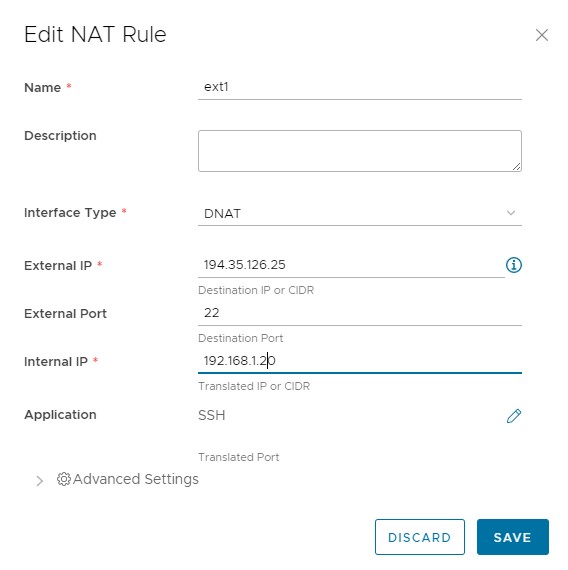 Edit NAT Rule
Name *
ext1
Description
Interface Type *
DNAT
External IP *
194.35.126.25
Destination IP or CIDR
External Port
22
Destination Port
Internal IP *
192.168.1.20
Translated IP or CIDR
Application
SSH
Translated Port
Advanced Settings
DISCARD
SAVE